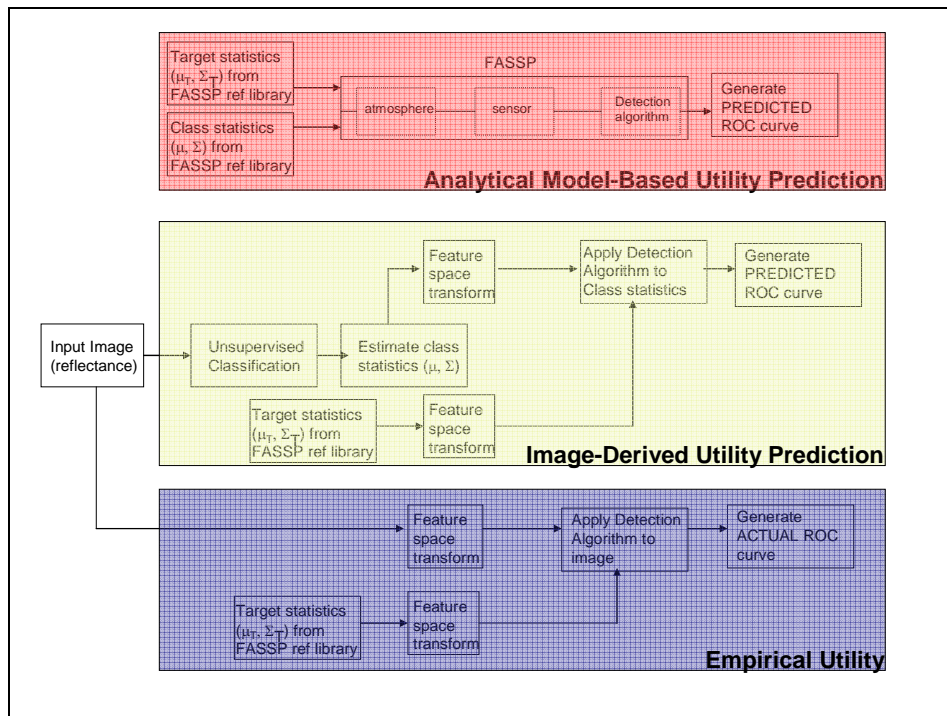 Target statistics
(μT, ΣT) from
FASSP ref library
Class statistics
(μ, Σ) from
FASSP ref library
FASSP
atmosphere
sensor
Detection
algorithm
Generate
PREDICTED
ROC curve
Analytical Model-Based Utility Prediction
Input Image
(reflectance)
Unsupervised
Classification
Estimate class
statistics (μ, Σ)
Feature
space
transform
Apply Detection
Algorithm to
Class statistics
Generate
PREDICTED
ROC curve
Target statistics
(μT, ΣT) from
FASSP ref library
Feature
space
transform
Image-Derived Utility Prediction
Feature
space
transform
Apply Detection
Algorithm to
image
Generate
ACTUAL ROC
curve
Target statistics
(μT, ΣT) from
FASSP ref library
Feature
space
transform
Empirical Utility